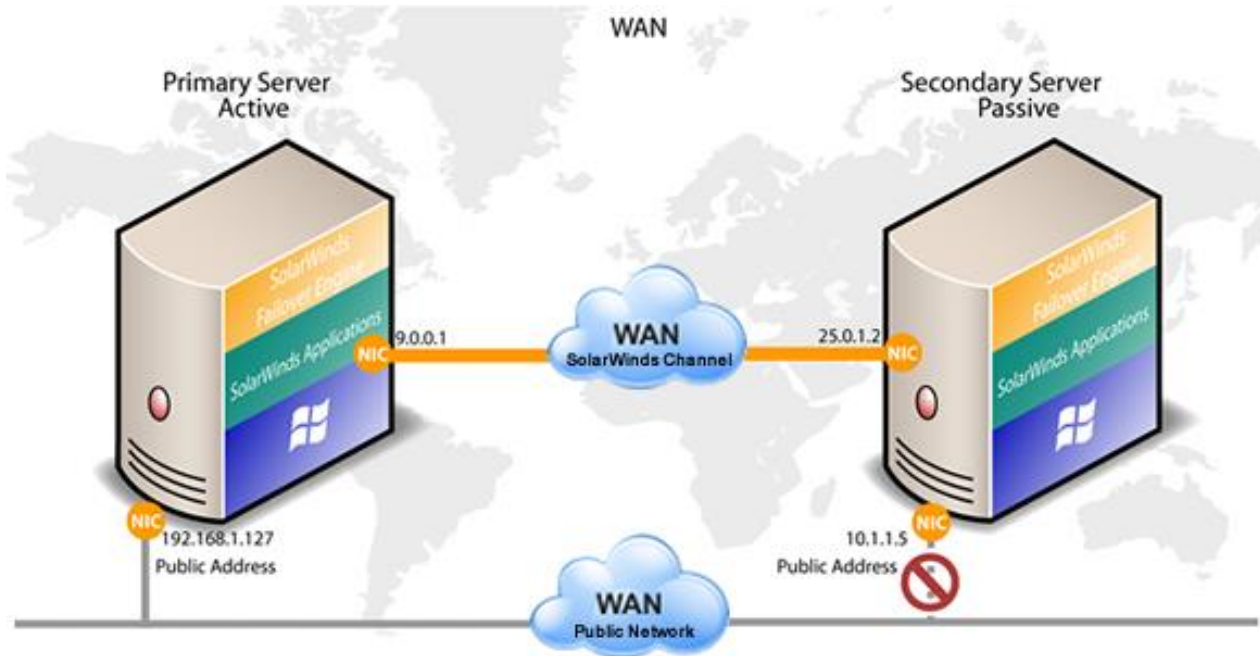 WAN
Primary Server
Active
Secondary Server
Passive
SolarWinds
Failover Engine
SolarWinds Applications
NIC
9.0.0.1
WAN
SolarWinds Channel
25.0.1.2
NIC
SolarWinds
Failover Engine
SolarWinds Applications
NIC
192.168.1.127
Public Address
NIC
10.1.1.5
Public Address
WAN
Public Network